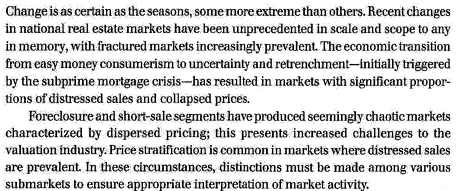 Change is as certain as the seasons, some more extreme than others. Recent changes
in national real estate markets have been unprecedented in scale and scope to any
in memory, with fractured markets increasingly prevalent. The economic transition
from easy money consumerism to uncertainty and retrenchment—initially triggered
by the subprime mortgage crisis—has resulted in markets with significant propor-
tions of distressed sales and collapsed prices.
Foreclosure and short-sale segments have produced seemingly chaotic markets
characterized by dispersed pricing; this presents increased challenges to the
valuation industry. Price stratification is common in markets where distressed sales
are prevalent. In these circumstances, distinctions must be made among various
submarkets to ensure appropriate interpretation of market activity.